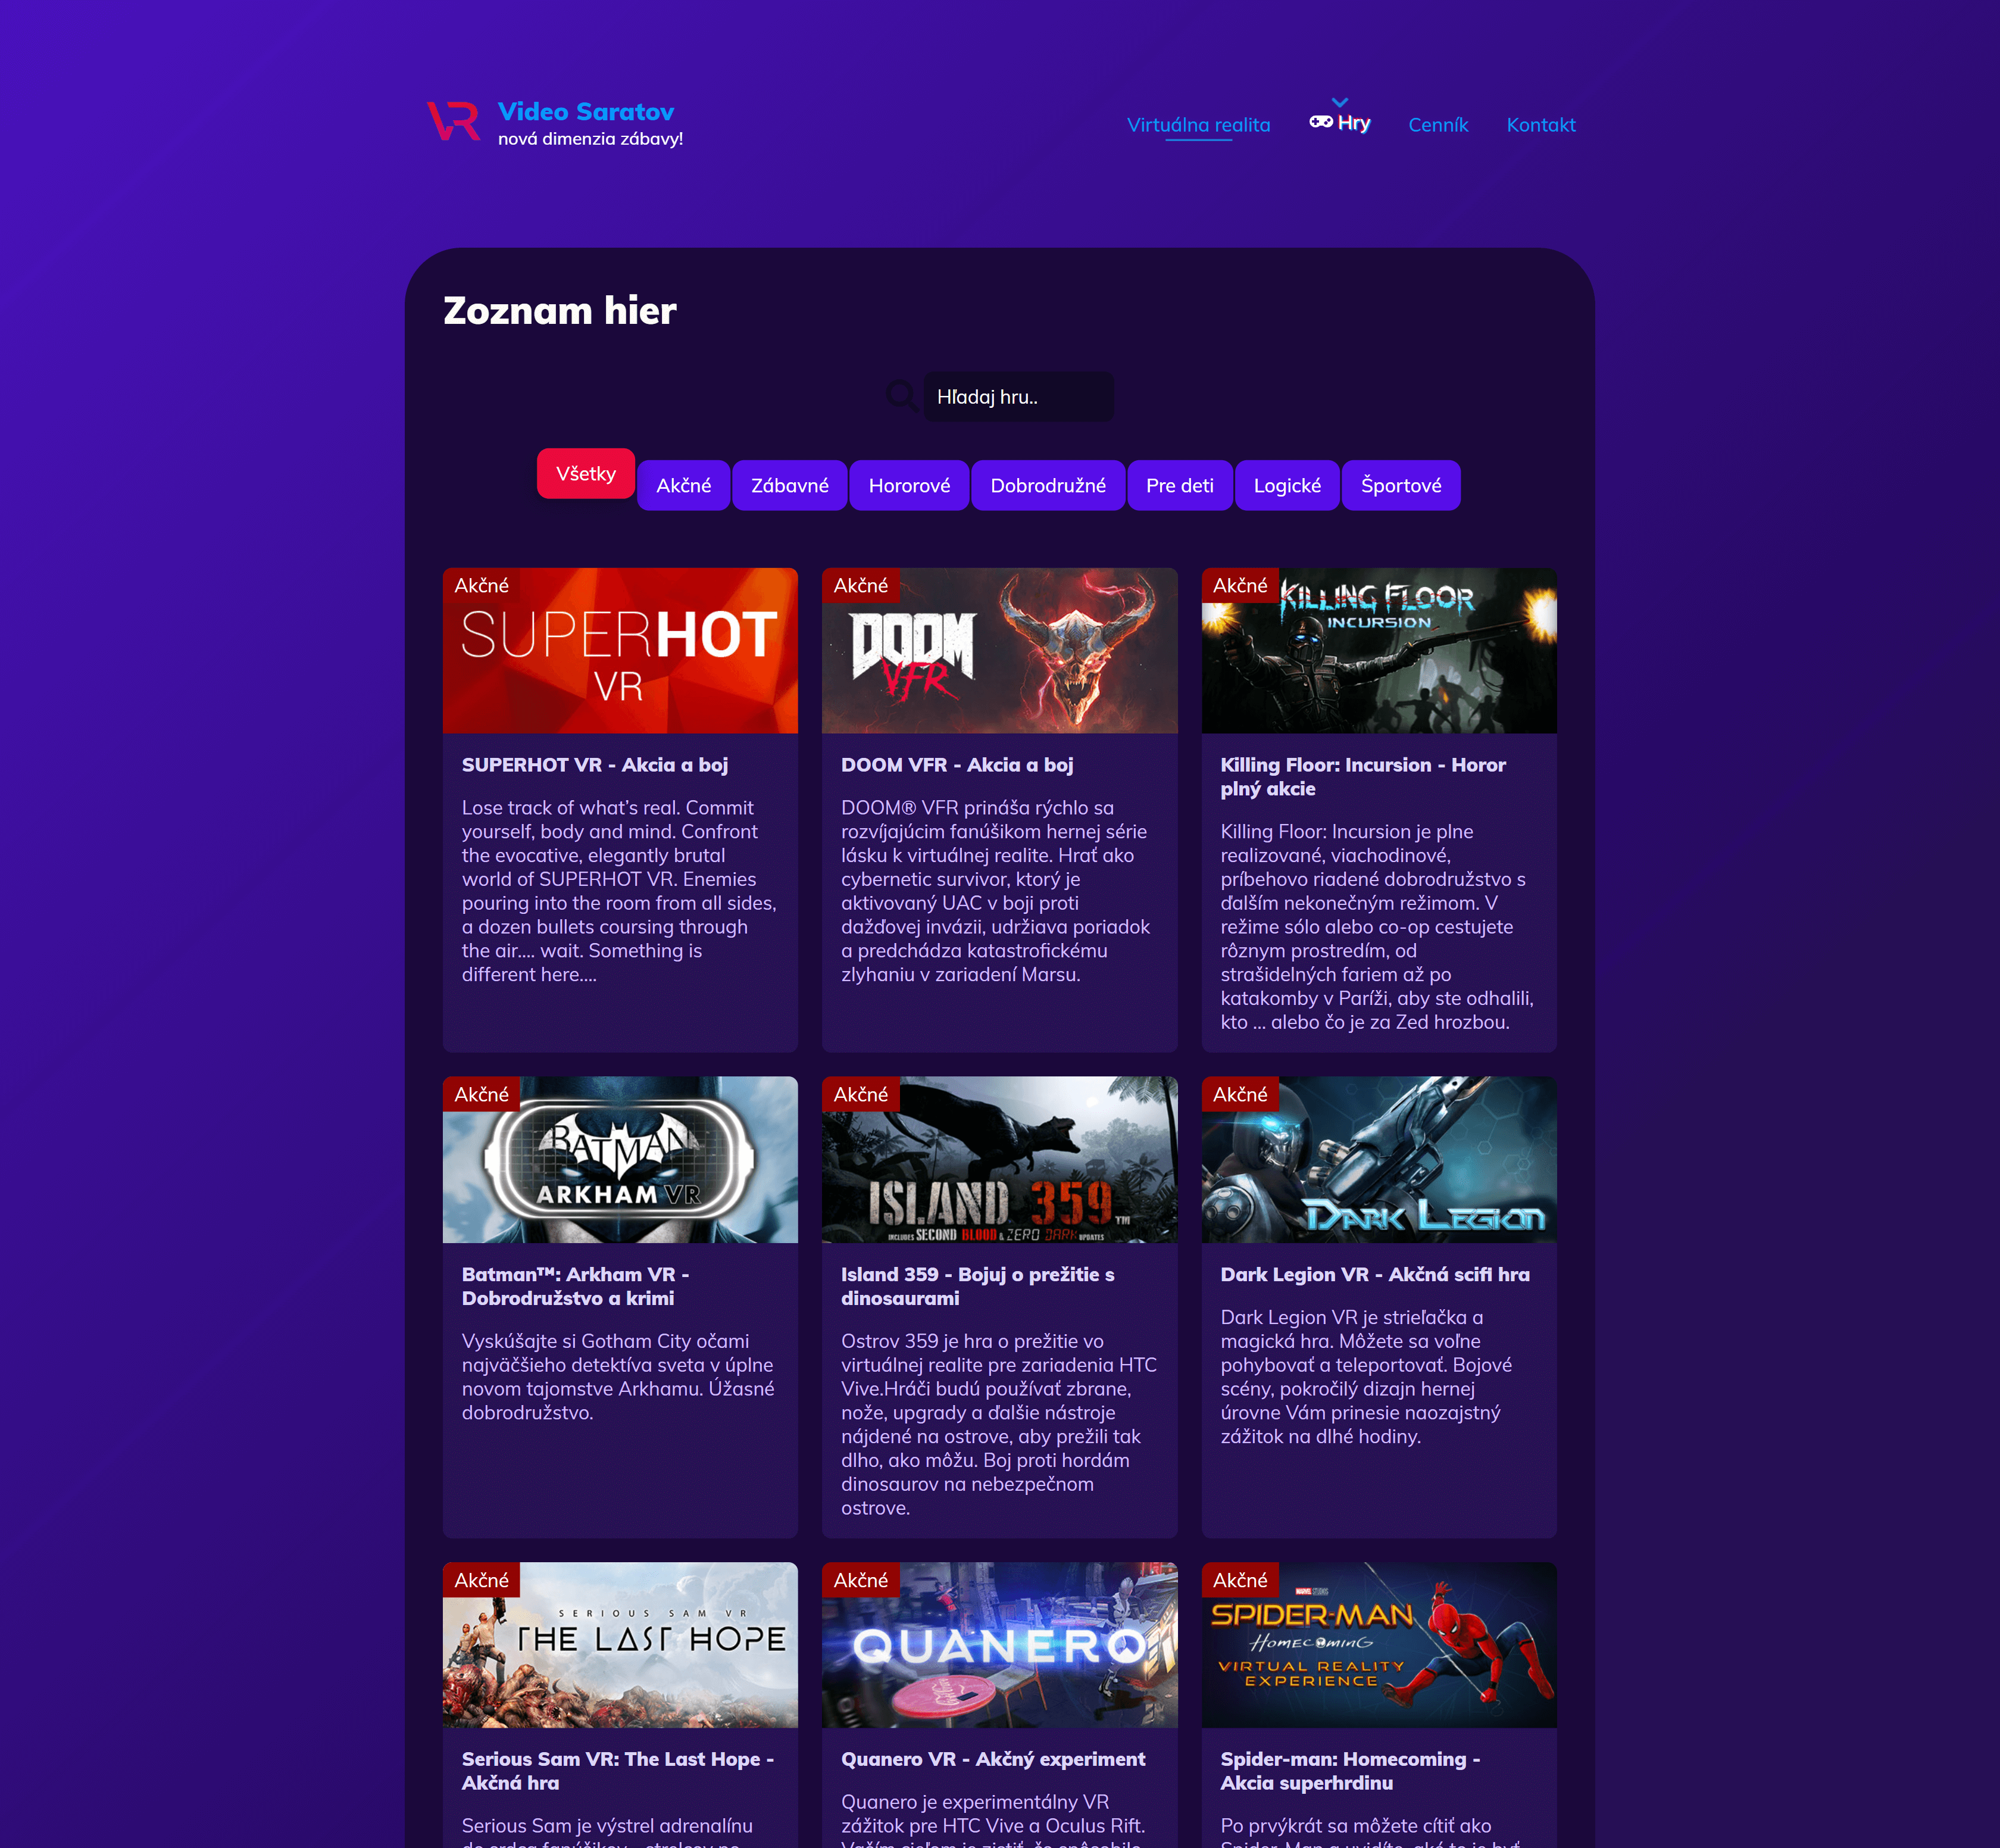 VR
Video Saratov
nová dimenzia zábavy!
Virtuálna realita
Hry
Cenník
Kontakt
Zoznam hier
Hľadaj hru..
Všetky
Akčné
Zábavné
Hororové
Dobrodružné
Pre deti
Logické
Športové
Akčné
SUPERHOT
VR
SUPERHOT VR - Akcia a boj
Lose track of what’s real. Commit
yourself, body and mind. Confront
the evocative, elegantly brutal
world of SUPERHOT VR. Enemies
pouring into the room from all sides,
a dozen bullets coursing through
the air…. wait. Something is
different here….
Akčné
DOOM
VFR
DOOM VFR - Akcia a boj
DOOM® VFR prináša rýchlo sa
rozvíjajúcim fanúšikom hernej série
lásku k virtuálnej realite. Hrať ako
cybernetic survivor, ktorý je
aktivovaný UAC v boji proti
dažďovej invázii, udržiava poriadok
a predchádza katastrofickému
zlyhaniu v zariadení Marsu.
Akčné
KILLING FLOOR
INCURSION
Killing Floor: Incursion - Horor
plný akcie
Killing Floor: Incursion je plne
realizované, viachodinové,
príbehovo riadené dobrodružstvo s
ďalším nekonečným režimom. V
režime sólo alebo co-op cestujete
rôznym prostredím, od
strašidelných fariem až po
katakomby v Paríži, aby ste odhalili,
kto ... alebo čo je za Zed hrozbou.
Akčné
BATMAN
ARKHAM VR
Batman™: Arkham VR -
Dobrodružstvo a krimi
Vyskúšajte si Gotham City očami
najväčšieho detektíva sveta v úplne
novom tajomstve Arkhamu. Úžasné
dobrodružstvo.
Akčné
ISLAND 359™
INCLUDES SECOND BLOOD & ZERO DARK UPDATES
Island 359 - Bojuj o prežitie s
dinosaurami
Ostrov 359 je hra o prežitie vo
virtuálnej realite pre zariadenia HTC
Vive.Hráči budú používať zbrane,
nože, upgrady a ďalšie nástroje
nájdené na ostrove, aby prežili tak
dlho, ako môžu. Boj proti hordám
dinosaurov na nebezpečnom
ostrove.
Akčné
DARK LEGION
Dark Legion VR - Akčná scifi hra
Dark Legion VR je strieľačka a
magická hra. Môžete sa voľne
pohybovať a teleportovať. Bojové
scény, pokročilý dizajn hernej
úrovne Vám prinesie naozajstný
zážitok na dlhé hodiny.
Akčné
SERIOUS SAM VR
THE LAST HOPE
Serious Sam VR: The Last Hope -
Akčná hra
Serious Sam je výstrel adrenalínu
Akčné
QUANERO
Quanero VR - Akčný experiment
Quanero je experimentálny VR
zážitok pre HTC Vive a Oculus Rift.
Akčné
MARVEL STUDIOS
SPIDER-MAN
HOMECOMING
VIRTUAL REALITY
EXPERIENCE
Spider-man: Homecoming -
Akcia superhrdinu
Po prvýkrát sa môžete cítiť ako